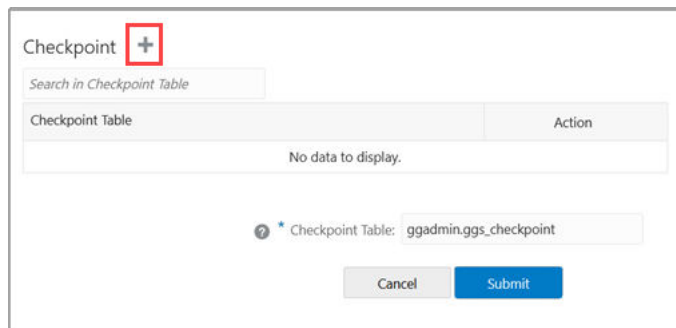 Checkpoint +
Search in Checkpoint Table
Checkpoint Table Action
No data to display.
? * Checkpoint Table: ggadmin.ggs_checkpoint
Cancel Submit